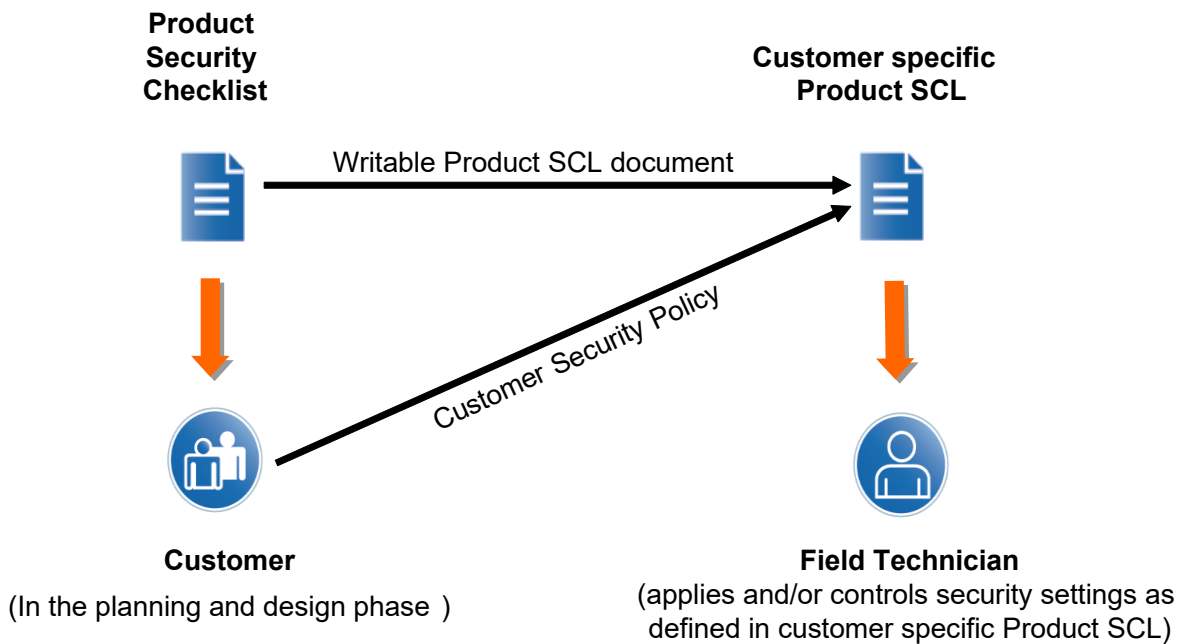 Product
Security
Checklist
Customer specific
Product SCL
Writable Product SCL document
Customer Security Policy
Customer
(In the planning and design phase )
Field Technician
(applies and/or controls security settings as
defined in customer specific Product SCL)